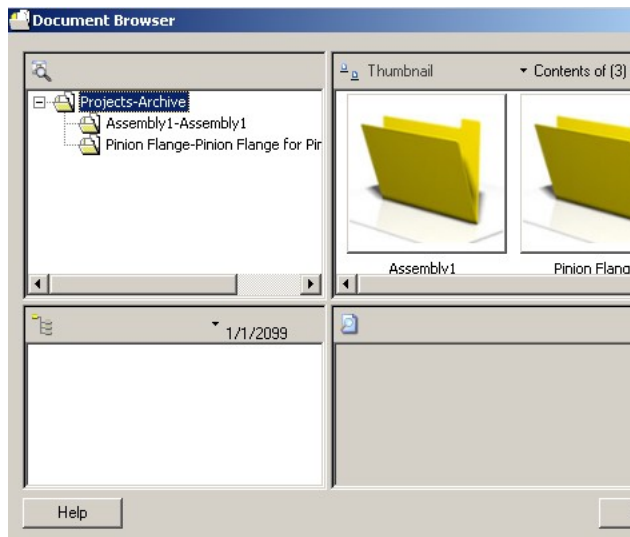 Document Browser
Thumbnail
Contents of (3)
Projects-Archive
Assembly1-Assembly1
Pinion Flange-Pinion Flange for Pir
Assembly1
Pinion Flang
1/1/2099
Help